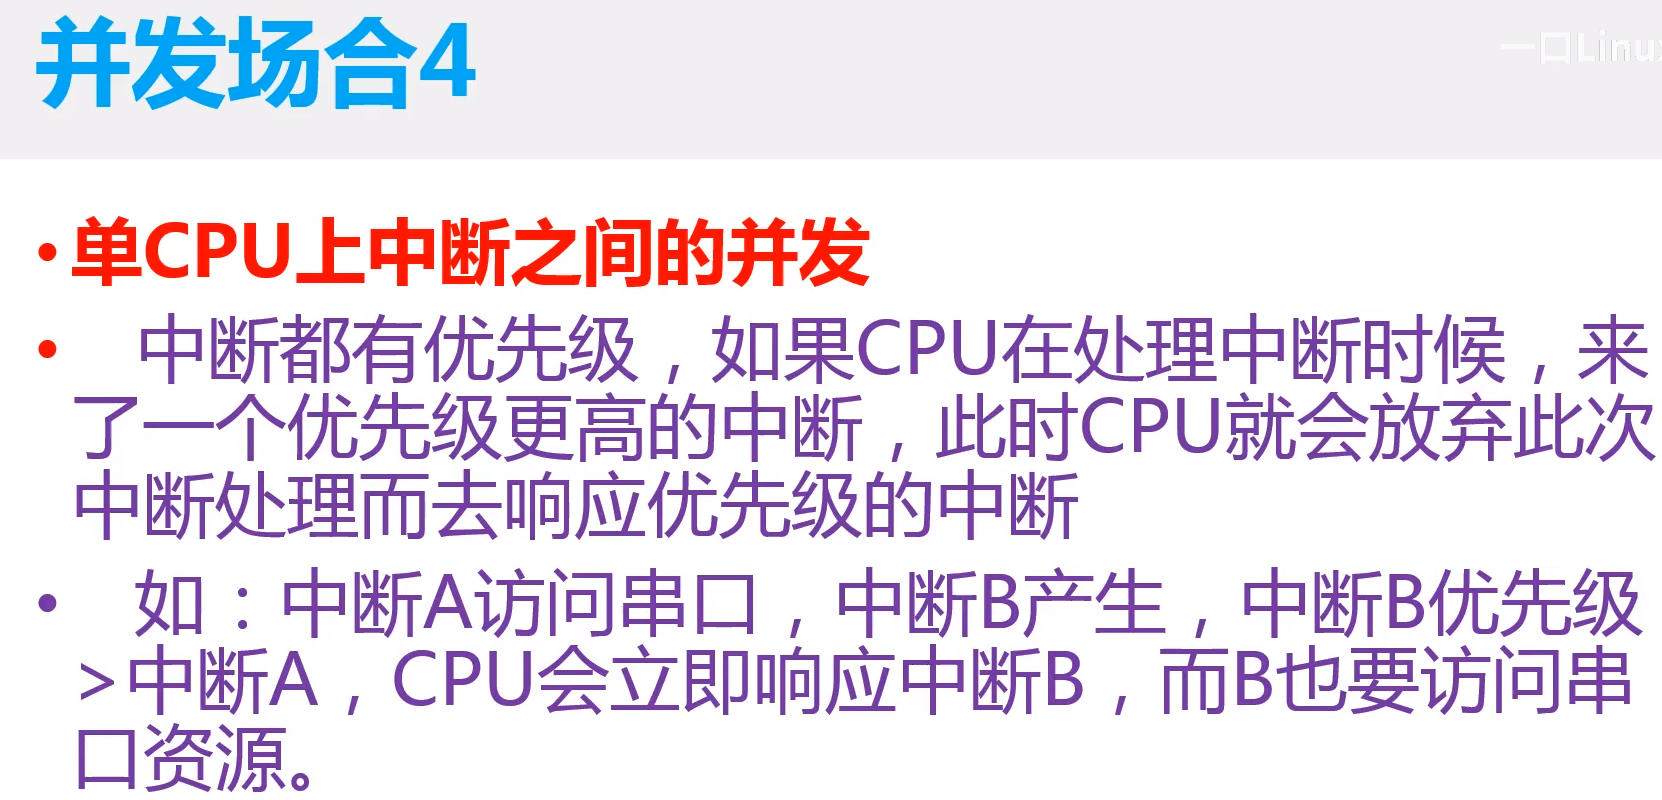 并发场合4
一口Linux
•单CPU上中断之间的并发
• 中断都有优先级，如果CPU在处理中断时候，来
了一个优先级更高的中断，此时CPU就会放弃此次
中断处理而去响应优先级的中断
• 如：中断A访问串口，中断B产生，中断B优先级
>中断A，CPU会立即响应中断B，而B也要访问串
口资源。